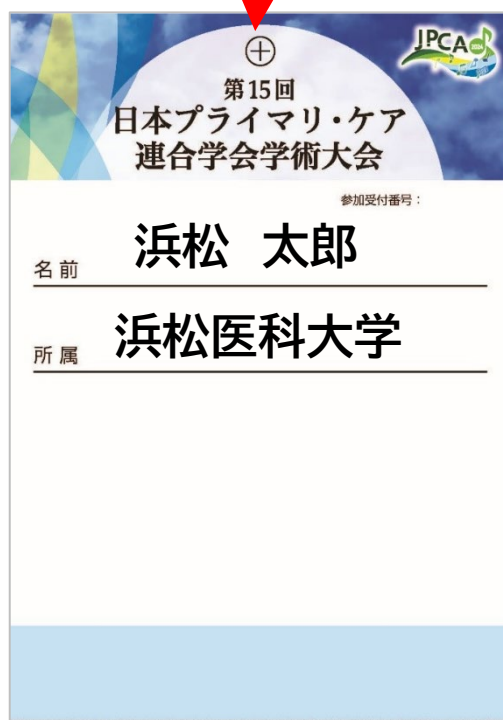 JPCA 2024
第15回
日本プライマリ・ケア
連合学会学術大会
参加受付番号：
名前 浜松 太郎
所属 浜松医科大学